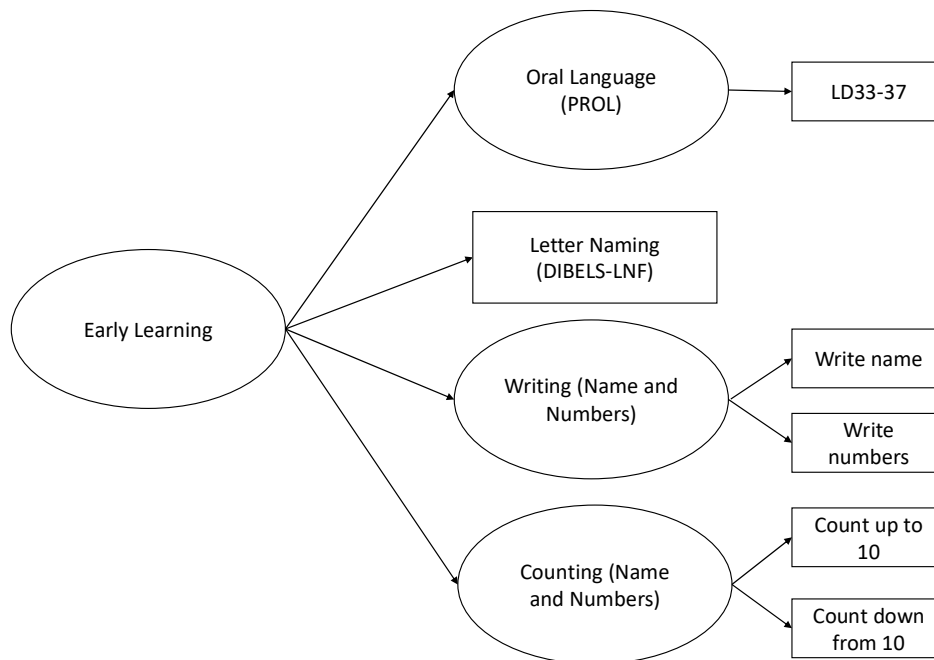 Oral Language
(PROL)
LD33-37
Letter Naming
(DIBELS-LNF)
Early Learning
Writing (Name and
Numbers)
Write name
Write
numbers
Counting (Name
and Numbers)
Count up to
10
Count down
from 10